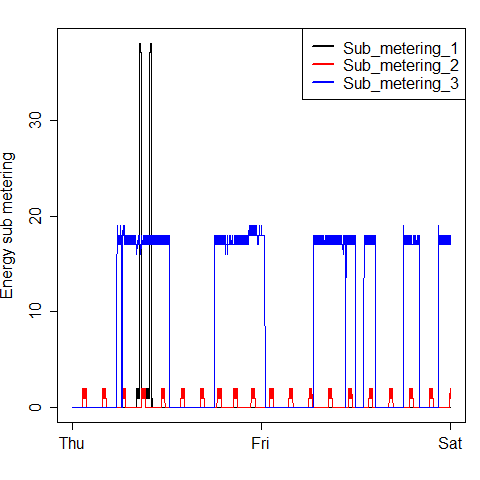 Sub_metering_1
Sub_metering_2
Sub_metering_3
Energy sub metering
30
20
10
0
Thu Fri Sat